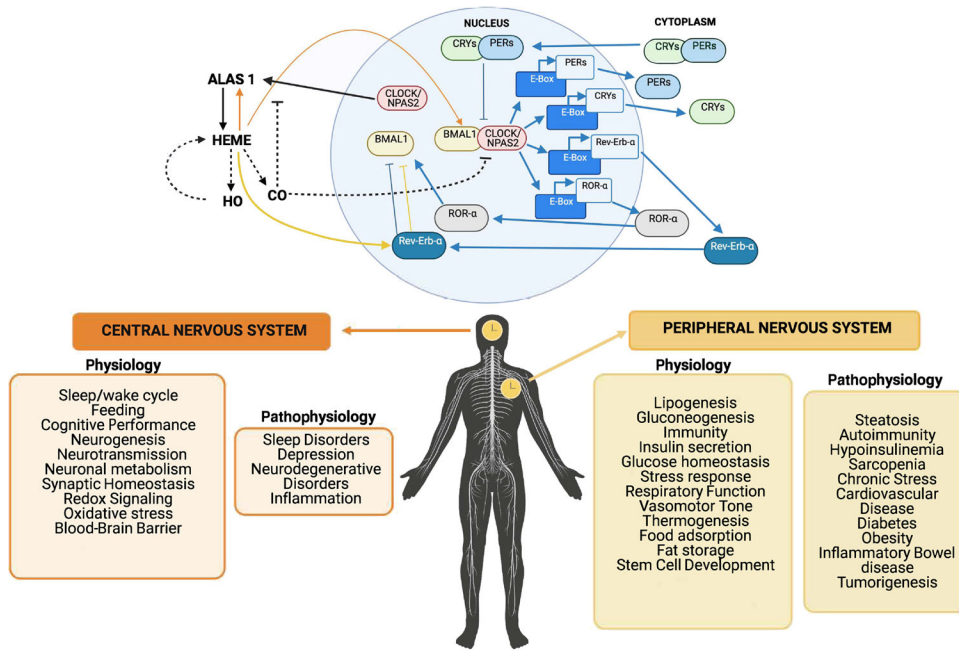 NUCLEUS
CYTOPLASM
CRYs
PERs
CRYs
PERs
PERs
E-Box
PERs
ALAS 1
CLOCK/
NPAS2
CRYs
E-Box
CRYs
HEME
BMAL1
BMAL1
CLOCK/
NPAS2
Rev-Erb-α
E-Box
HO
CO
ROR-α
E-Box
ROR-α
ROR-α
Rev-Erb-α
Rev-Erb-α
CENTRAL NERVOUS SYSTEM
Physiology
Sleep/wake cycle
Feeding
Cognitive Performance
Neurogenesis
Neurotransmission
Neuronal metabolism
Synaptic Homeostasis
Redox Signaling
Oxidative stress
Blood-Brain Barrier
Pathophysiology
Sleep Disorders
Depression
Neurodegenerative
Disorders
Inflammation
PERIPHERAL NERVOUS SYSTEM
Physiology
Lipogenesis
Gluconeogenesis
Immunity
Insulin secretion
Glucose homeostasis
Stress response
Respiratory Function
Vasomotor Tone
Thermogenesis
Food adsorption
Fat storage
Stem Cell Development
Pathophysiology
Steatosis
Autoimmunity
Hypoinsulinemia
Sarcopenia
Chronic Stress
Cardiovascular
Disease
Diabetes
Obesity
Inflammatory Bowel
disease
Tumorigenesis